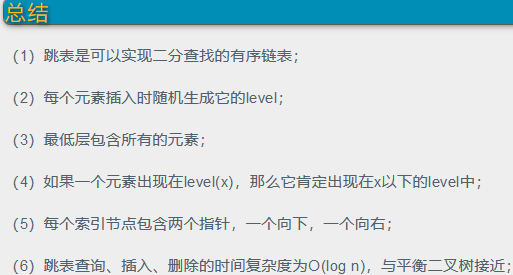 总结
（1）跳表是可以实现二分查找的有序链表；
（2）每个元素插入时随机生成它的level；
（3）最低层包含所有的元素；
（4）如果一个元素出现在level(x)，那么它肯定出现在x以下的level中；
（5）每个索引节点包含两个指针，一个向下，一个向右；
（6）跳表查询、插入、删除的时间复杂度为O(log n)，与平衡二叉树接近；